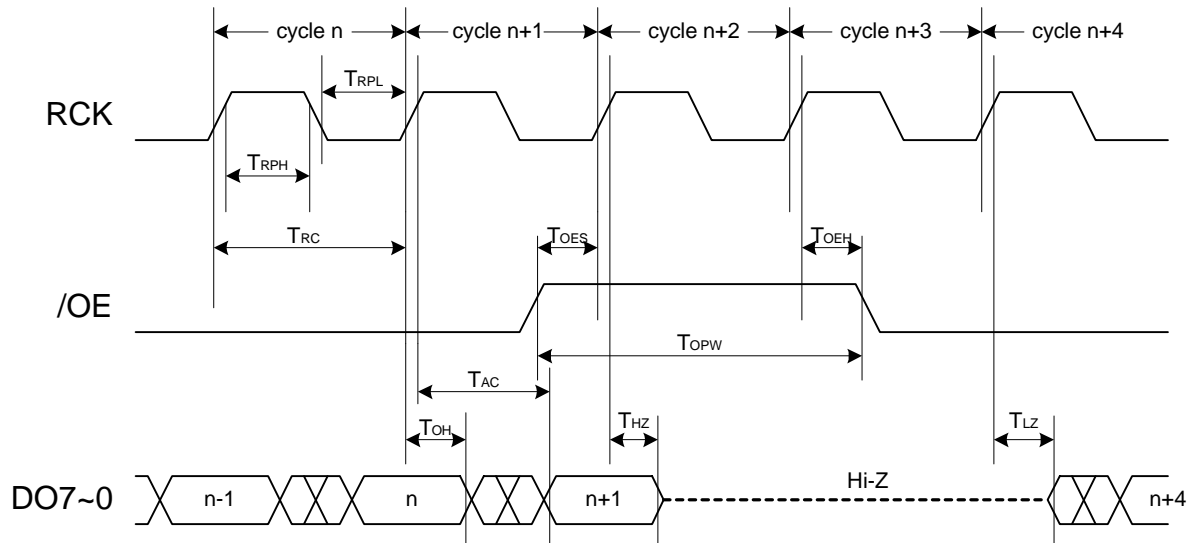 cycle n cycle n+1 cycle n+2 cycle n+3 cycle n+4
TRPL
RCK
TRPH
TRC
TOES
TOEH
/OE
TOPW
TAC
TOH
THZ
TLZ
DO7~0
n-1
n
n+1
Hi-Z
n+4